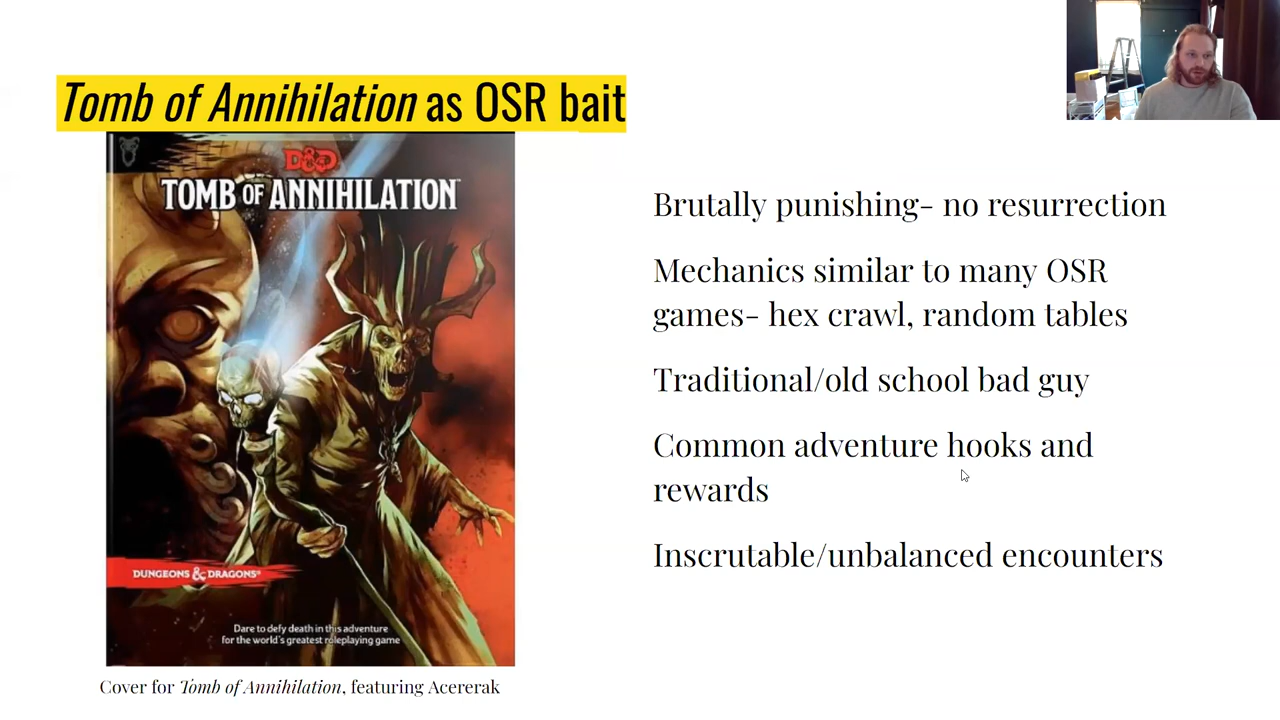 Tomb of Annihilation as OSR bait
D&D
TOMB OF ANNIHILATION
DUNGEONS & DRAGONS®
Dare to defy death in this adventure
for the world's greatest roleplaying game
Cover for Tomb of Annihilation, featuring Acererak
Brutally punishing- no resurrection
Mechanics similar to many OSR
games- hex crawl, random tables
Traditional/old school bad guy
Common adventure hooks and
rewards
Inscrutable/unbalanced encounters